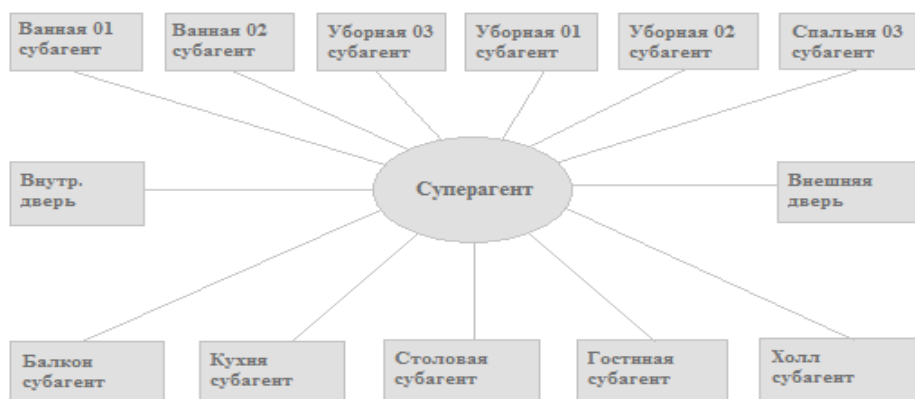 Ванная 01
субагент
Ванная 02
субагент
Уборная 03
субагент
Уборная 01
субагент
Уборная 02
субагент
Спальня 03
субагент
Внутр.
дверь
Суперагент
Внешняя
дверь
Балкон
субагент
Кухня
субагент
Столовая
субагент
Гостиная
субагент
Холл
субагент